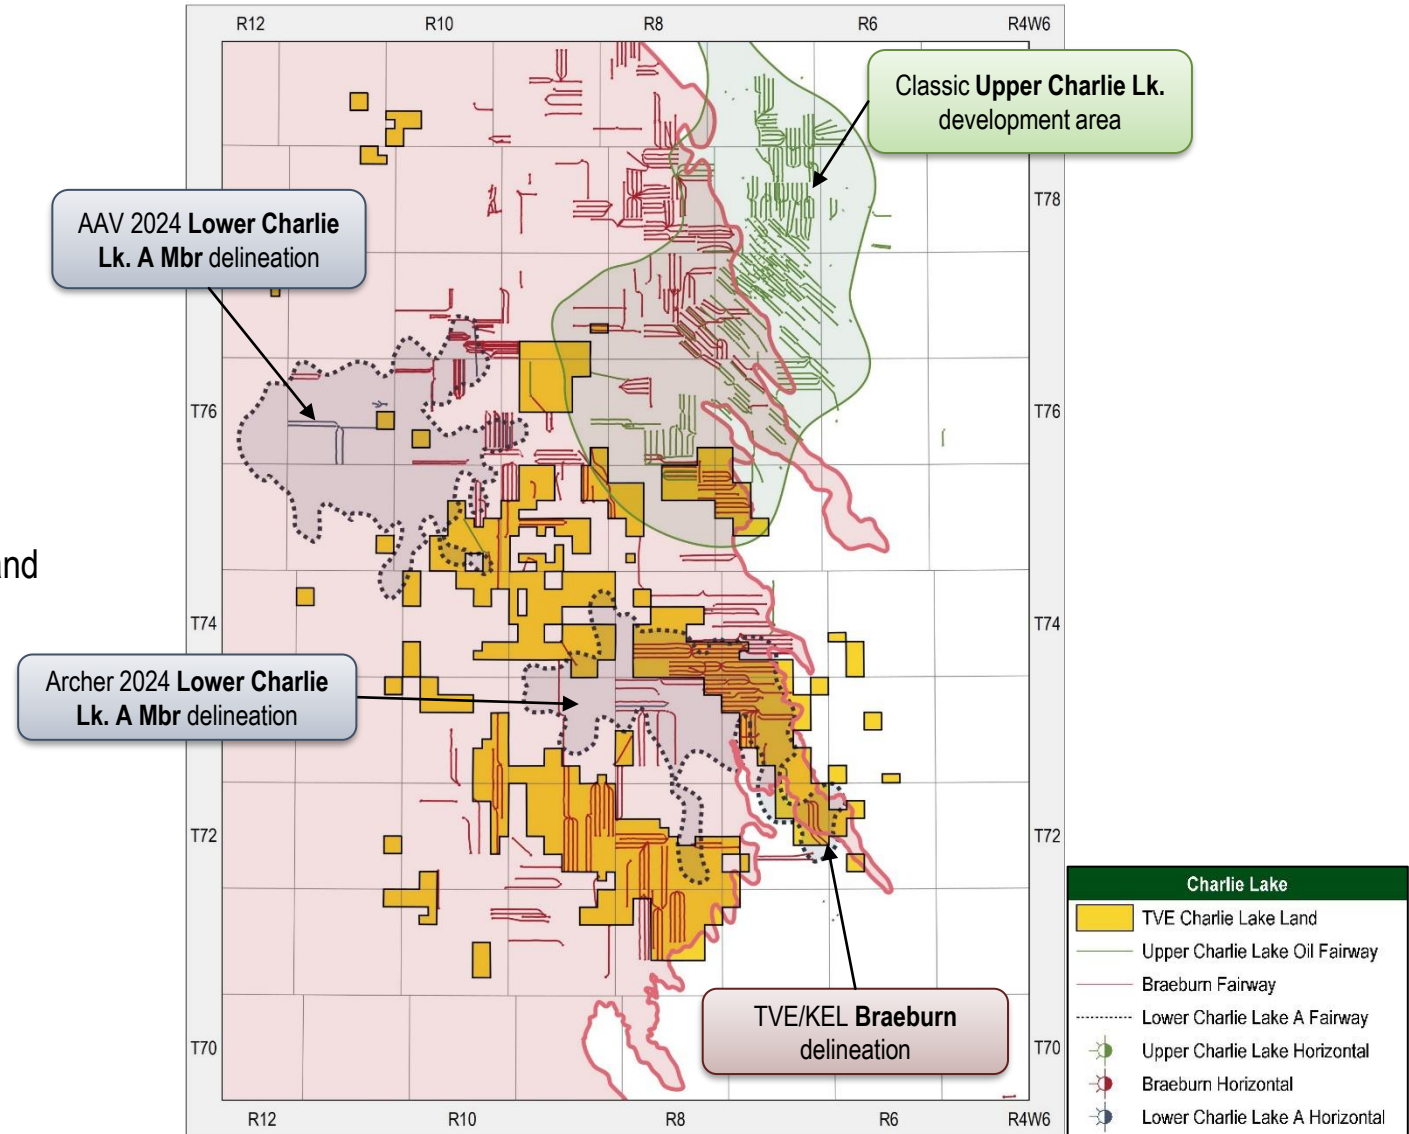 R12 R10 R8 R6 R4W6
Classic Upper Charlie Lk.
development area
T78
T78
AAV 2024 Lower Charlie
Lk. A Mbr delineation
T76
T76
and
T74
T74
Archer 2024 Lower Charlie
Lk. A Mbr delineation
T72
T72
TVE/KEL Braeburn
delineation
T70
T70
R12 R10 R8 R6 R4W6
Charlie Lake
TVE Charlie Lake Land
Upper Charlie Lake Oil Fairway
Braeburn Fairway
Lower Charlie Lake A Fairway
Upper Charlie Lake Horizontal
Braeburn Horizontal
Lower Charlie Lake A Horizontal